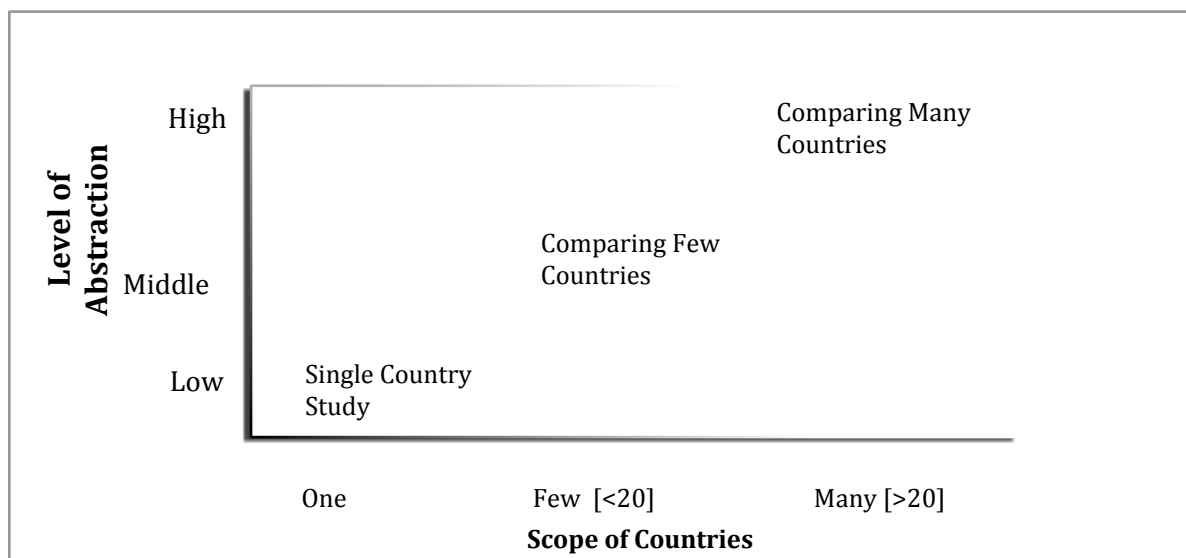 High
Comparing Many
Countries
Level of
Abstraction
Comparing Few
Countries
Middle
Low
Single Country
Study
One
Few [<20]
Many [>20]
Scope of Countries